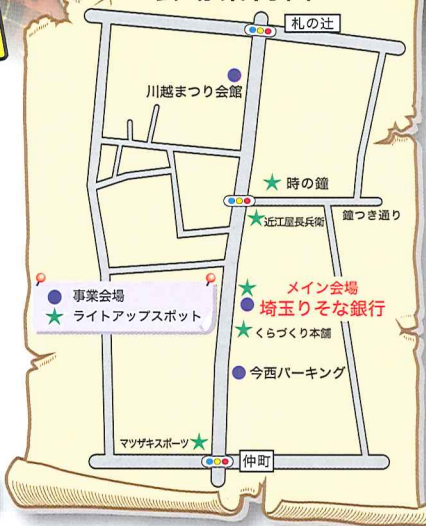 札の辻
川越まつり会館
時の鐘
近江屋長兵衛
鐘つき通り
事業会場
ライトアップスポット
メイン会場
埼玉りそな銀行
くらづくり本舗
今西パーキング
マツザキスポーツ
仲町